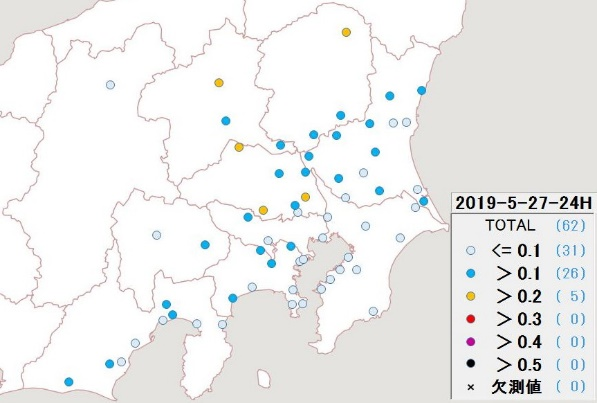 2019-5-27-24H
TOTAL (62)
<= 0.1 (31)
> 0.1 (26)
> 0.2 ( 5)
> 0.3 ( 0)
> 0.4 ( 0)
> 0.5 ( 0)
× 欠測値 ( 0)